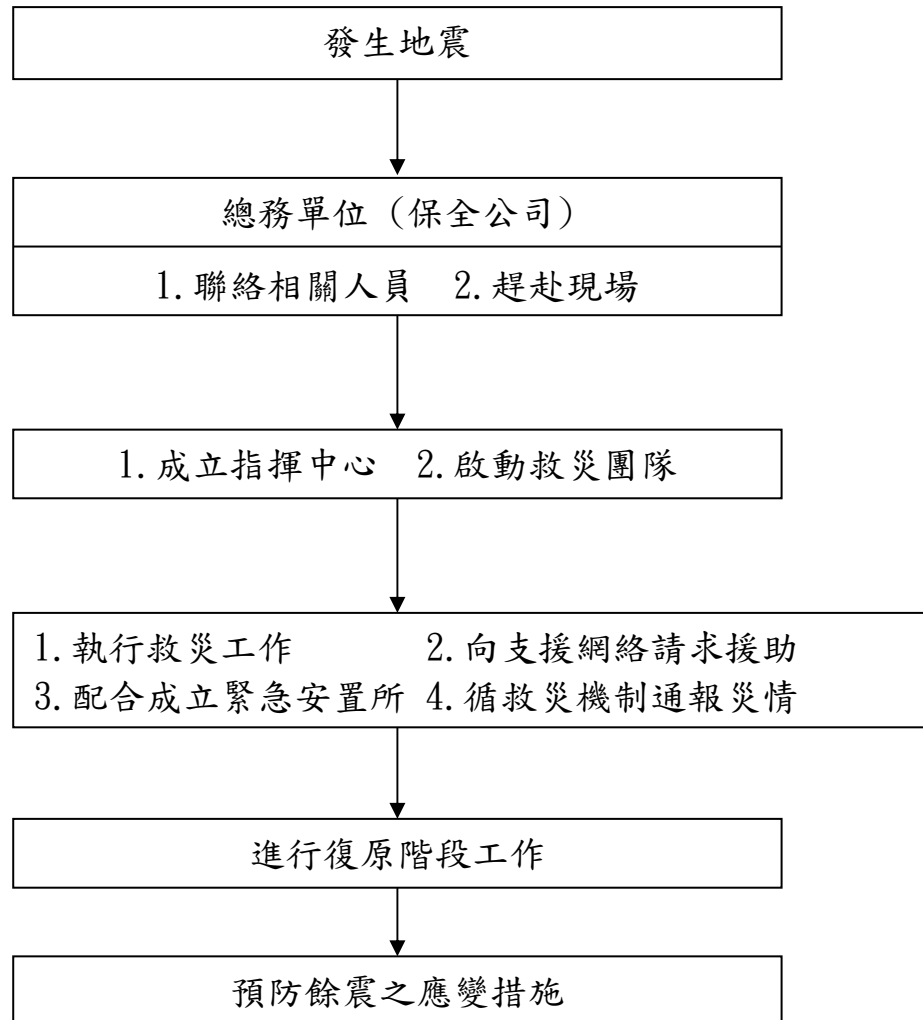 發生地震
總務單位（保全公司）
1.聯絡相關人員　2.趕赴現場
1.成立指揮中心　2.啟動救災團隊
1.執行救災工作　2.向支援網絡請求援助
3.配合成立緊急安置所　4.循救災機制通報災情
進行復原階段工作
預防餘震之應變措施